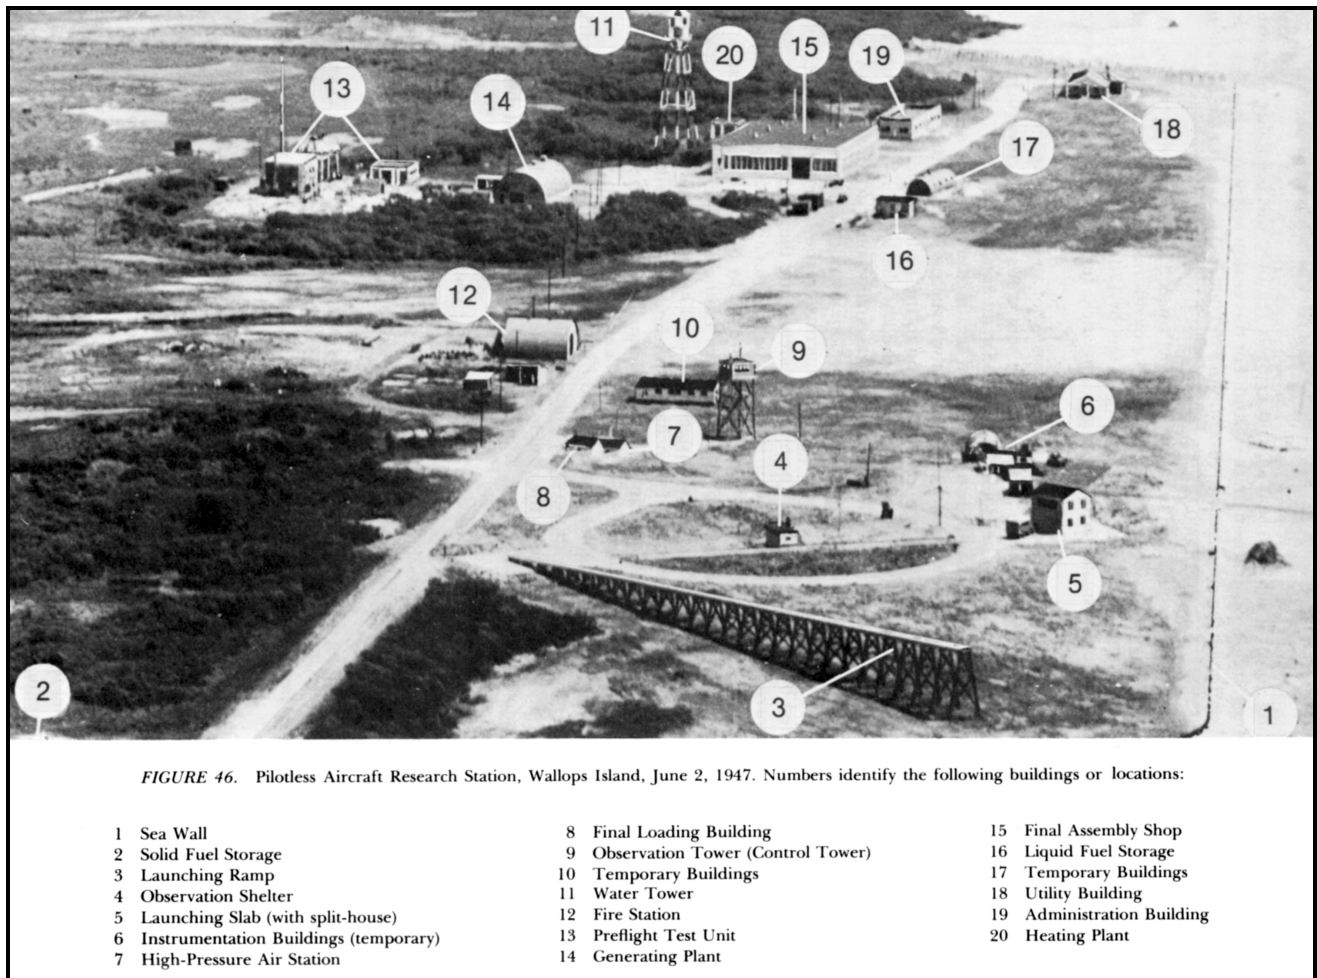 11
20
15
19
13
14
18
17
16
12
10
9
6
7
4
8
5
2
3
1
FIGURE 46. Pilotless Aircraft Research Station, Wallops Island, June 2, 1947. Numbers identify the following buildings or locations:
1 Sea Wall
2 Solid Fuel Storage
3 Launching Ramp
4 Observation Shelter
5 Launching Slab (with split-house)
6 Instrumentation Buildings (temporary)
7 High-Pressure Air Station
8 Final Loading Building
9 Observation Tower (Control Tower)
10 Temporary Buildings
11 Water Tower
12 Fire Station
13 Preflight Test Unit
14 Generating Plant
15 Final Assembly Shop
16 Liquid Fuel Storage
17 Temporary Buildings
18 Utility Building
19 Administration Building
20 Heating Plant